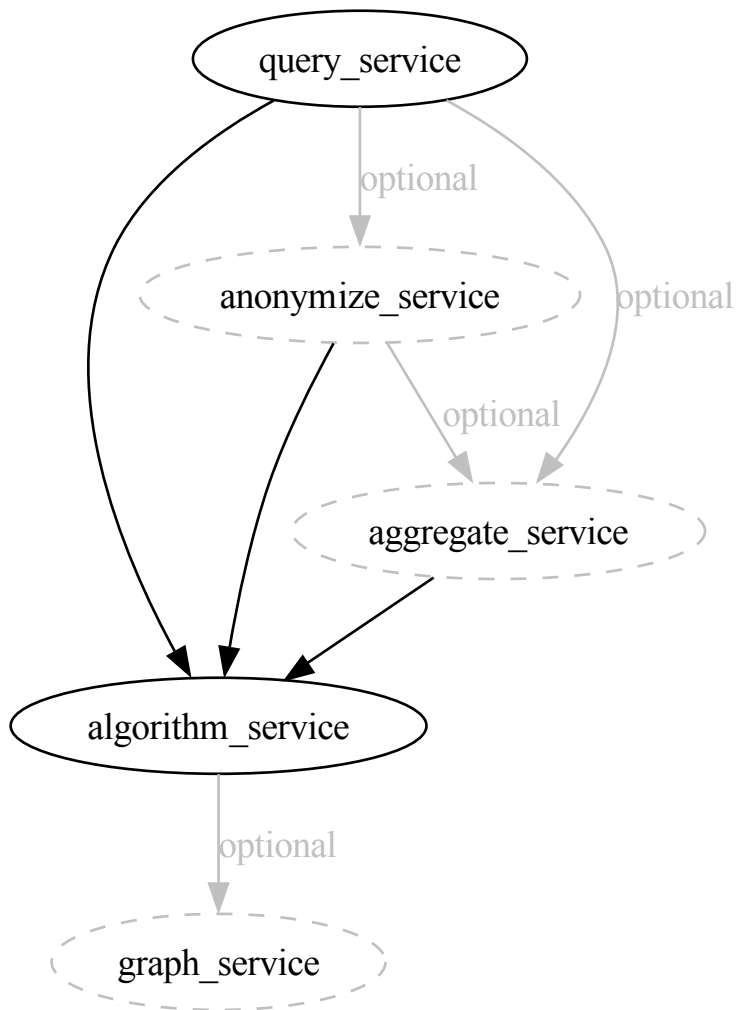 query_service
optional
anonymize_service
optional
optional
aggregate_service
algorithm_service
optional
graph_service